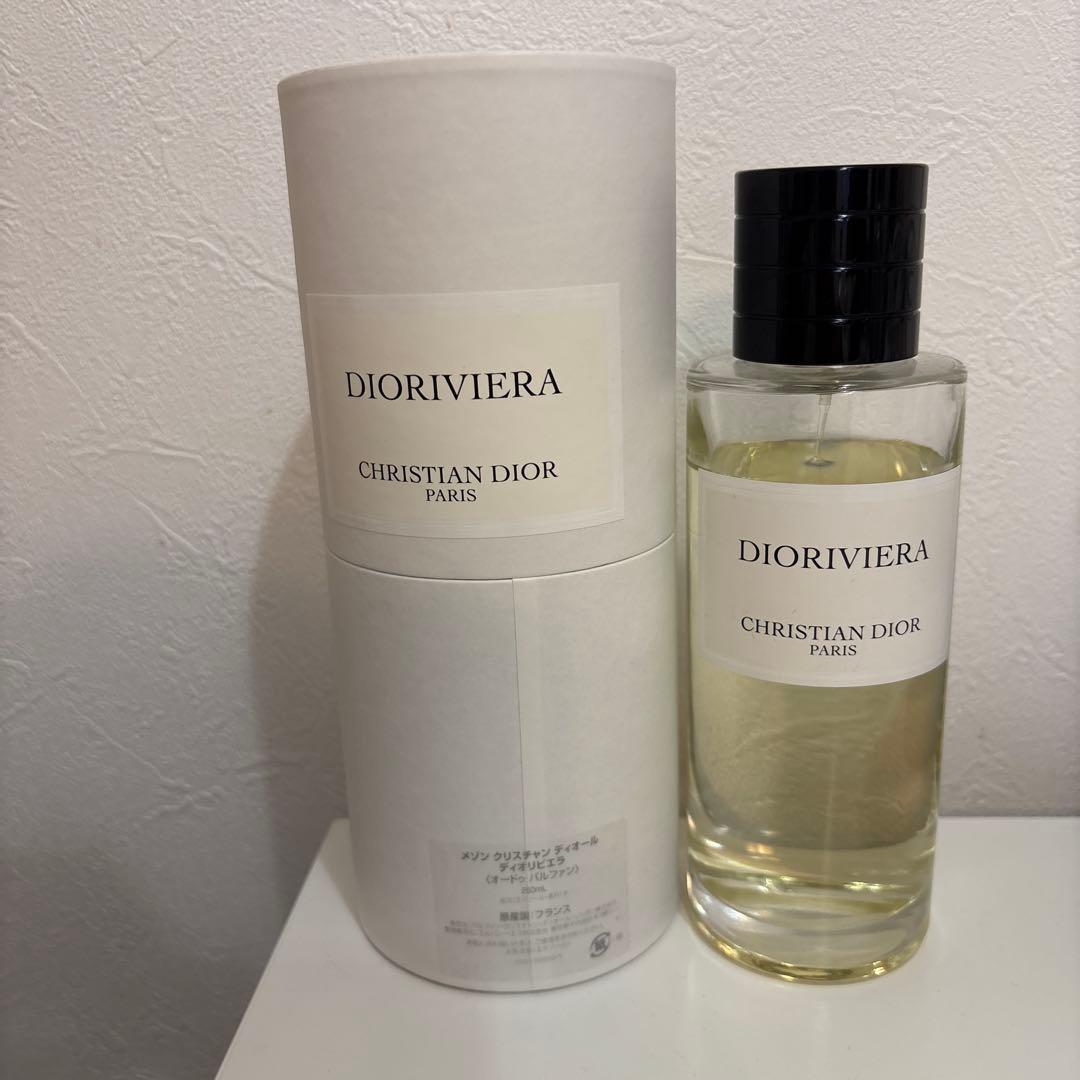 DIORIVIERA
CHRISTIAN DIOR
PARIS
DIORIVIERA
CHRISTIAN DIOR
PARIS
メゾン クリスチャン ディオール
ディオリビエラ
〈オードゥ パルファン〉
250mL
原産国：フランス